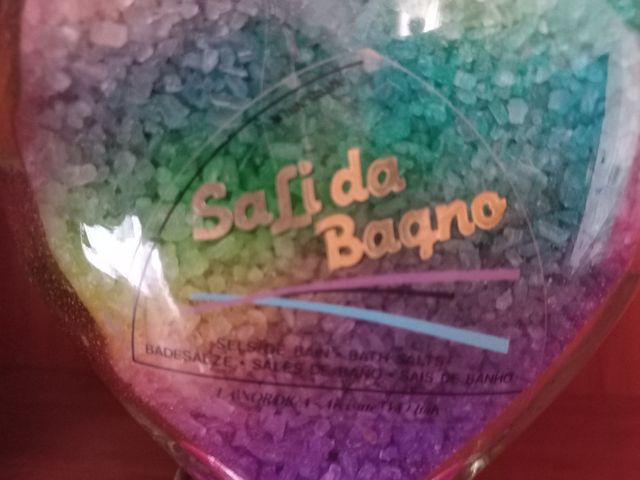 Sali da
Bagno
SELS DE BAIN • BATH SALTS
BADESALZE • SALES DE BAÑO • SAIS DE BANHO